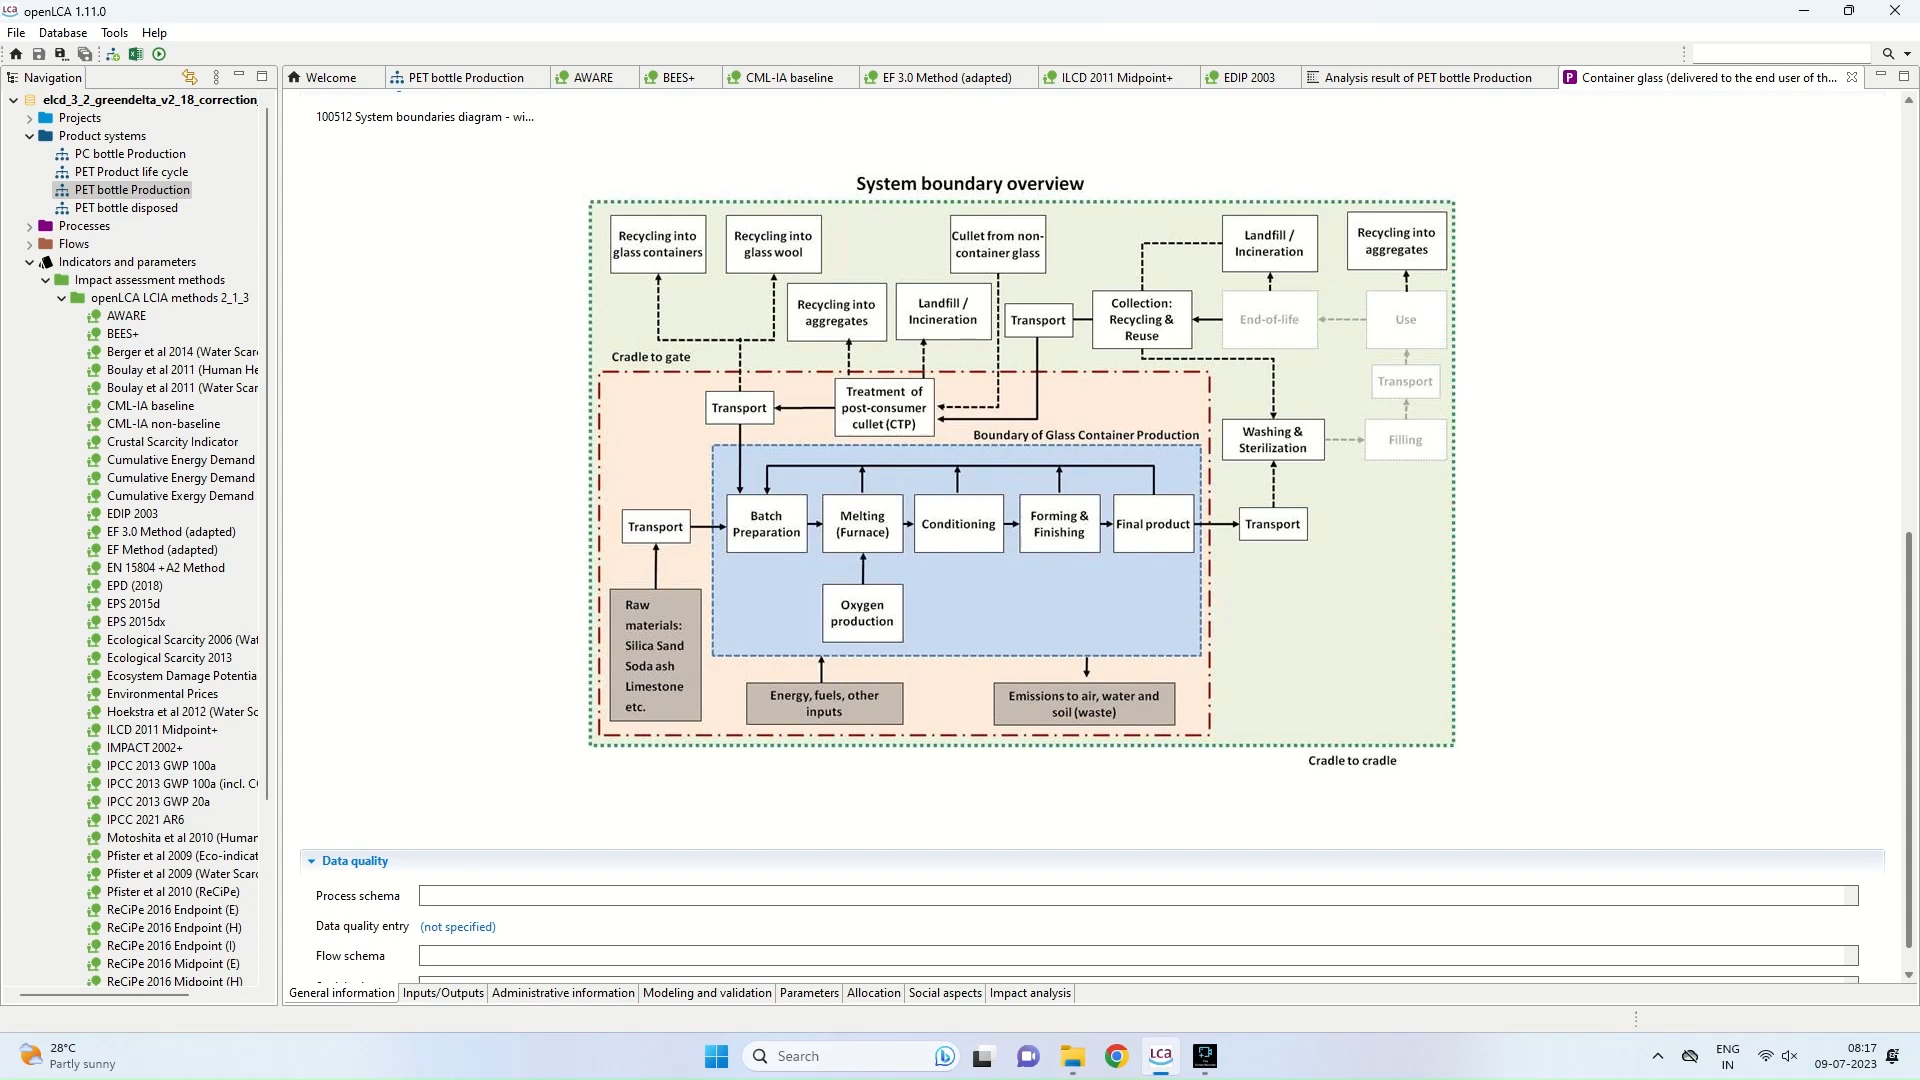 openLCA 1.11.0
File Database Tools Help
Navigation
Welcome PET bottle Production AWARE BEES+ CML-IA baseline EF 3.0 Method (adapted) ILCD 2011 Midpoint+ EDIP 2003 Analysis result of PET bottle Production Container glass (delivered to the end user of th...
elcd_3_2_greendelta_v2_18_correction_
Projects
Product systems
PC bottle Production
PET Product life cycle
PET bottle Production
PET bottle disposed
Processes
Flows
Indicators and parameters
Impact assessment methods
openLCA LCIA methods 2_1_3
AWARE
BEES+
Berger et al 2014 (Water Scar
Boulay et al 2011 (Human He
Boulay et al 2011 (Water Scar
CML-IA baseline
CML-IA non-baseline
Crustal Scarcity Indicator
Cumulative Energy Demand
Cumulative Energy Demand
Cumulative Exergy Demand
EDIP 2003
EF 3.0 Method (adapted)
EF Method (adapted)
EN 15804 +A2 Method
EPD (2018)
EPS 2015d
EPS 2015dx
Ecological Scarcity 2006 (Wat
Ecological Scarcity 2013
Ecosystem Damage Potentia
Environmental Prices
Hoekstra et al 2012 (Water Sc
ILCD 2011 Midpoint+
IMPACT 2002+
IPCC 2013 GWP 100a
IPCC 2013 GWP 100a (incl. C
IPCC 2013 GWP 20a
IPCC 2021 AR6
Motoshita et al 2010 (Human
Pfister et al 2009 (Eco-indicat
Pfister et al 2009 (Water Scar
Pfister et al 2010 (ReCiPe)
ReCiPe 2016 Endpoint (E)
ReCiPe 2016 Endpoint (H)
ReCiPe 2016 Endpoint (I)
ReCiPe 2016 Midpoint (E)
ReCiPe 2016 Midpoint (H)
100512 System boundaries diagram - wi...
System boundary overview
Recycling into
glass containers
Recycling into
glass wool
Cullet from non-
container glass
Landfill /
Incineration
Recycling into
aggregates
Recycling into
aggregates
Landfill /
Incineration
Transport
Collection:
Recycling &
Reuse
End-of-life
Use
Cradle to gate
Transport
Treatment of
post-consumer
cullet (CTP)
Transport
Boundary of Glass Container Production
Washing &
Sterilization
Filling
Transport
Batch
Preparation
Melting
(Furnace)
Conditioning
Forming &
Finishing
Final product
Transport
Raw
materials:
Silica Sand
Soda ash
Limestone
etc.
Oxygen
production
Energy, fuels, other
inputs
Emissions to air, water and
soil (waste)
Cradle to cradle
Data quality
Process schema
Data quality entry (not specified)
Flow schema
General information Inputs/Outputs Administrative information Modeling and validation Parameters Allocation Social aspects Impact analysis
28°C
Partly sunny
Search
LCA
ENG
IN
08:17
09-07-2023